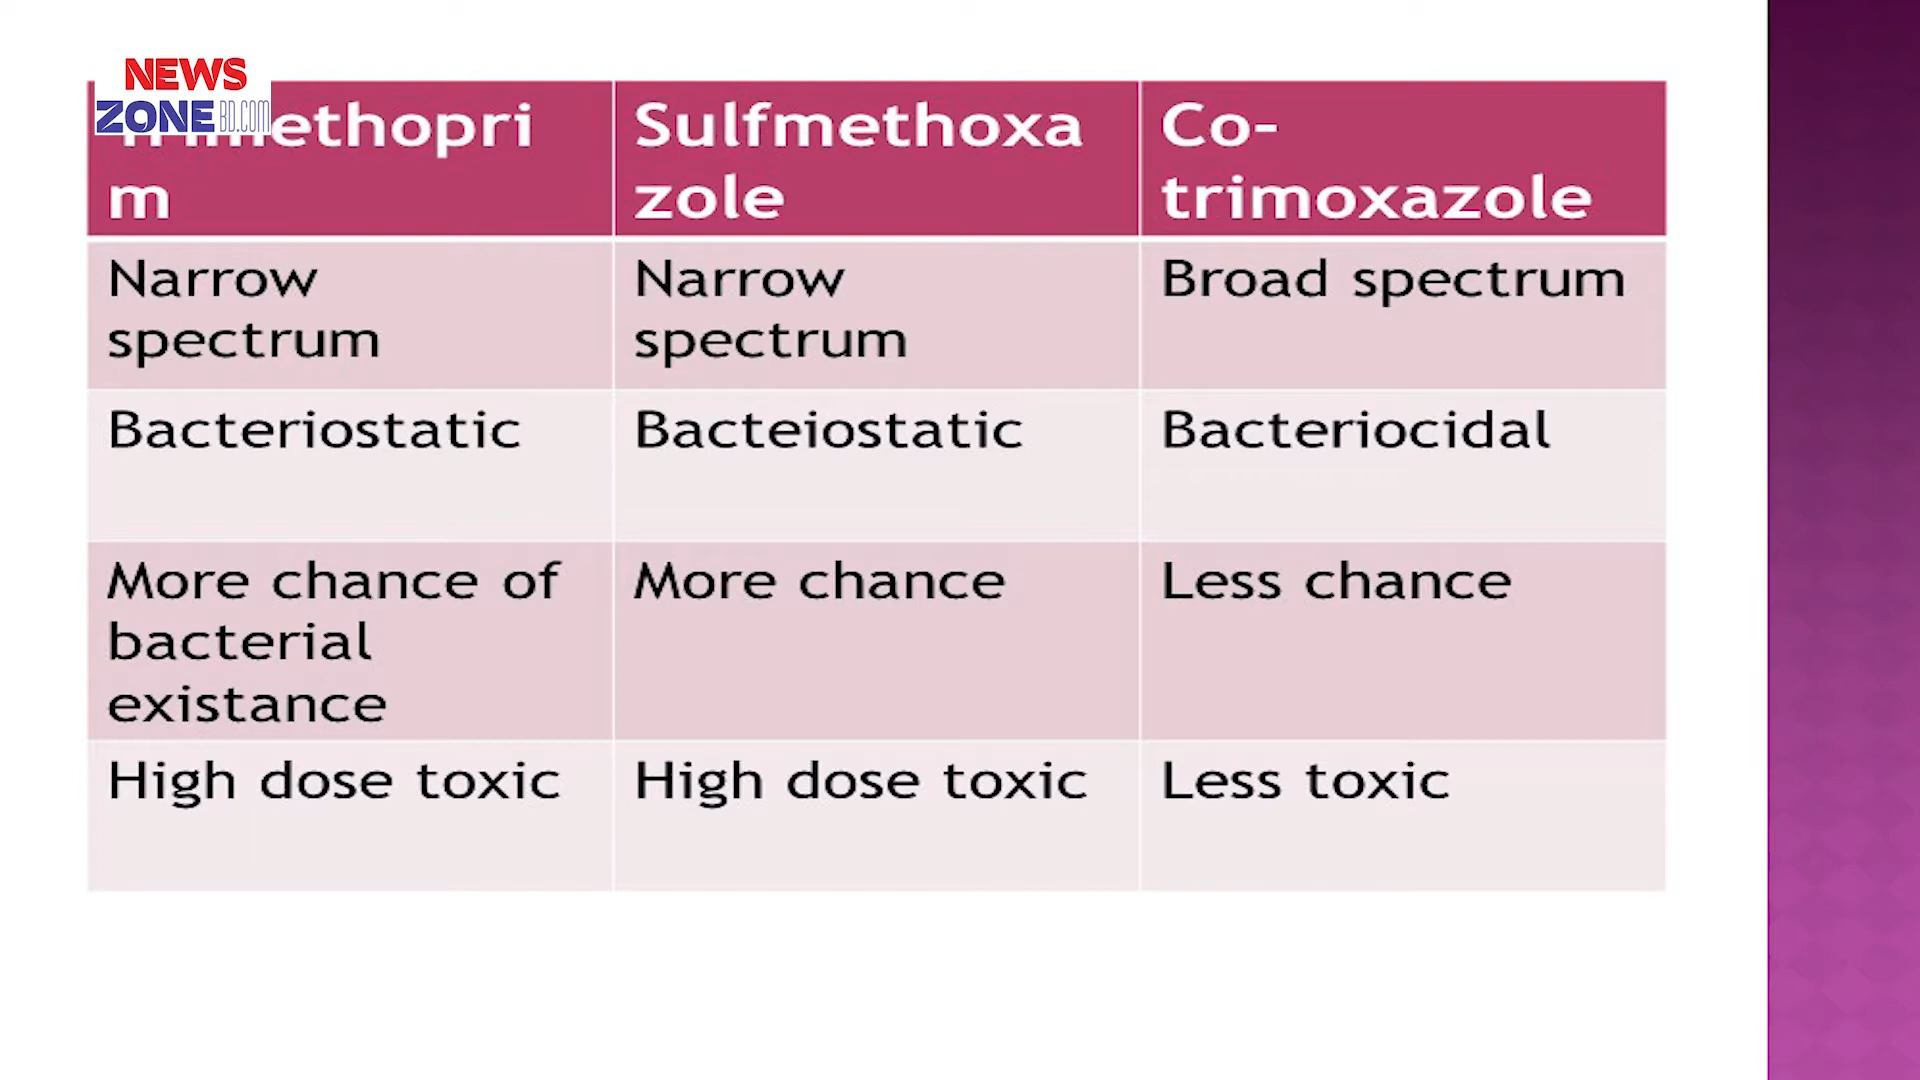 NEWS
ZONE BD.COM
Trimethopri
m
Sulfmethoxa
zole
Co-
trimoxazole
Narrow
spectrum
Narrow
spectrum
Broad spectrum
Bacteriostatic
Bacteiostatic
Bacteriocidal
More chance of
bacterial
existance
More chance
Less chance
High dose toxic
High dose toxic
Less toxic